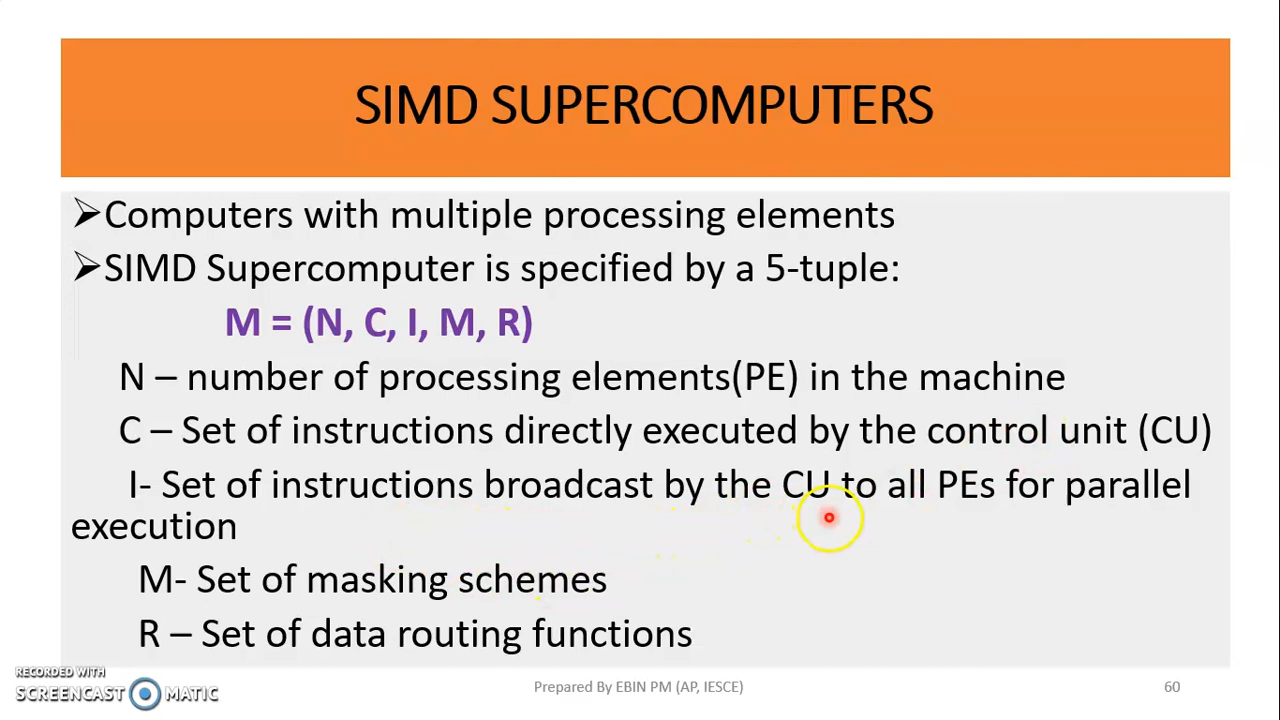 SIMD SUPERCOMPUTERS
➢Computers with multiple processing elements
➢SIMD Supercomputer is specified by a 5-tuple:
M = (N, C, I, M, R)
N – number of processing elements(PE) in the machine
C – Set of instructions directly executed by the control unit (CU)
I- Set of instructions broadcast by the CU to all PEs for parallel
execution
M- Set of masking schemes
R – Set of data routing functions
RECORDED WITH
SCREENCAST MATIC
Prepared By EBIN PM (AP, IESCE)
60